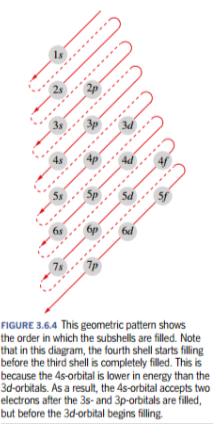 1s
2s 2p
3s 3p 3d
4s 4p 4d 4f
5s 5p 5d 5f
6s 6p 6d
7s 7p
FIGURE 3.6.4 This geometric pattern shows
the order in which the subshells are filled. Note
that in this diagram, the fourth shell starts filling
before the third shell is completely filled. This is
because the 4s-orbital is lower in energy than the
3d-orbitals. As a result, the 4s-orbital accepts two
electrons after the 3s- and 3p-orbitals are filled,
but before the 3d-orbital begins filling.